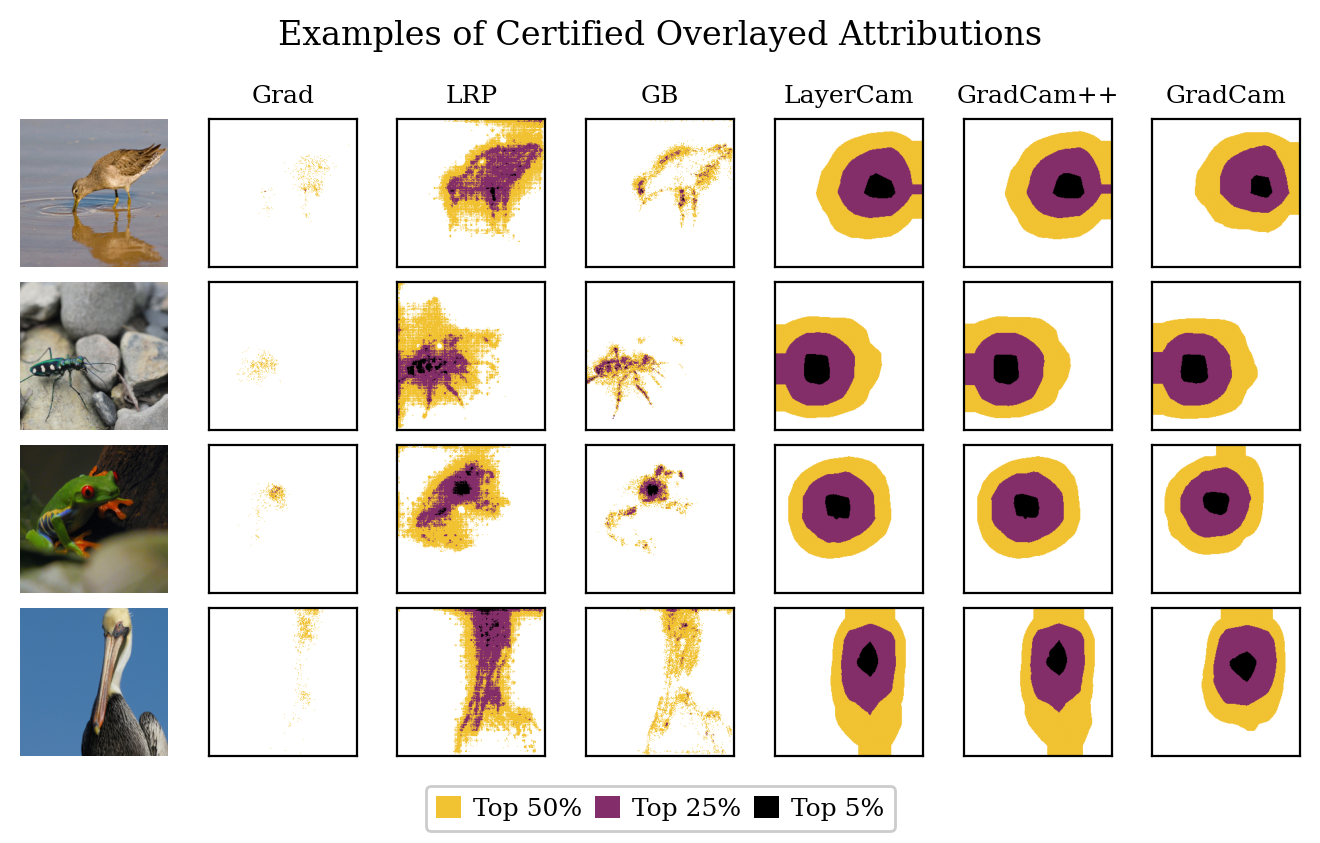 Examples of Certified Overlayed Attributions
Grad LRP GB LayerCam GradCam++ GradCam
Top 50% Top 25% Top 5%